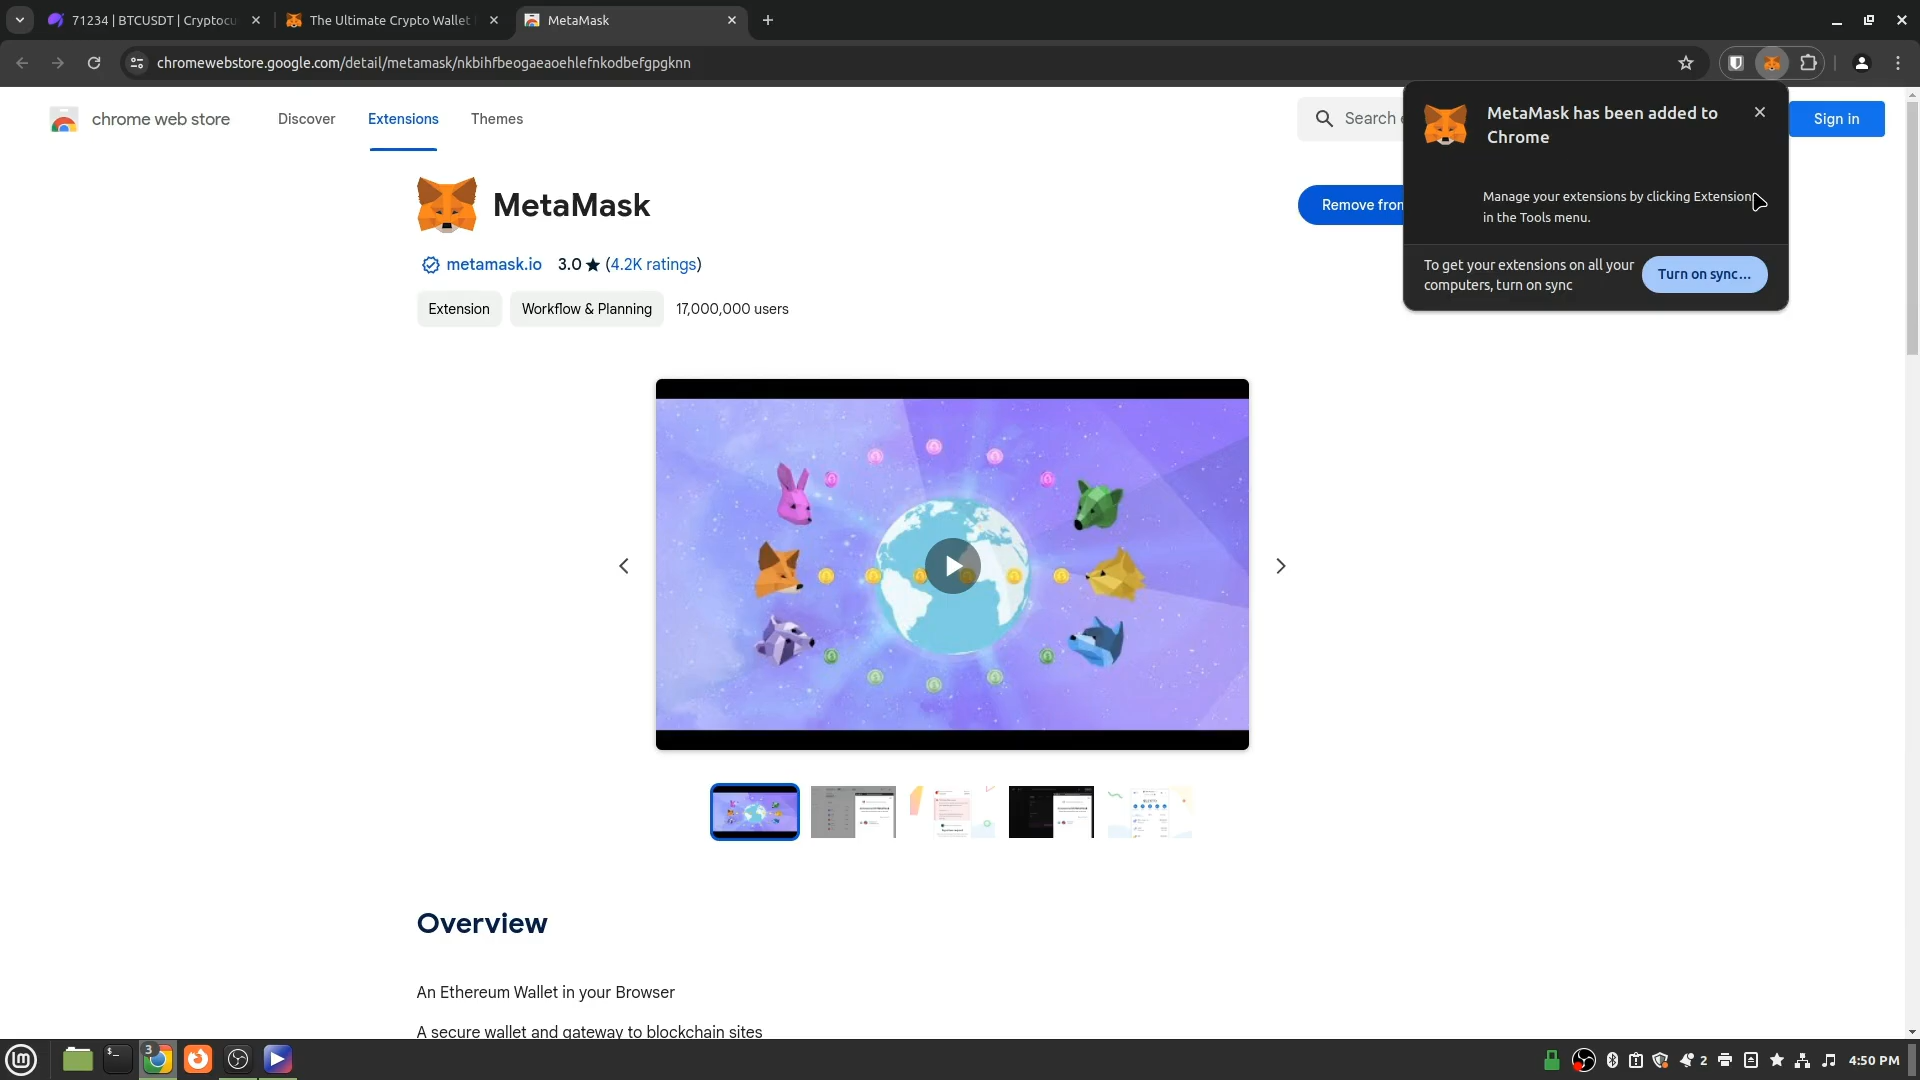 71234 | BTCUSDT | Cryptocu
The Ultimate Crypto Wallet
MetaMask
chromewebstore.google.com/detail/metamask/nkbihfbeogaeaoehlefnkodbefgpgknn
chrome web store
Discover
Extensions
Themes
Search
Sign in
MetaMask has been added to
Chrome
Manage your extensions by clicking Extension
in the Tools menu.
To get your extensions on all your
computers, turn on sync
Turn on sync...
MetaMask
Remove from
metamask.io 3.0 ★ (4.2K ratings)
Extension
Workflow & Planning
17,000,000 users
Overview
An Ethereum Wallet in your Browser
A secure wallet and gateway to blockchain sites
3
2
4:50 PM